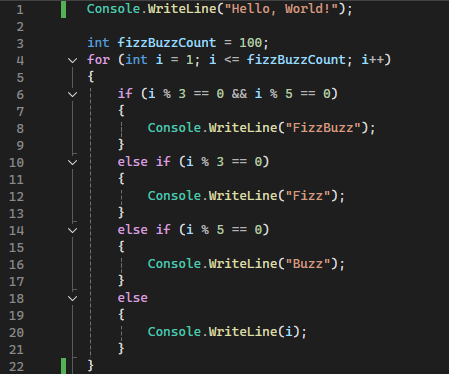 1 Console.WriteLine("Hello, World!");
2
3 int fizzBuzzCount = 100;
4 for (int i = 1; i <= fizzBuzzCount; i++)
5 {
6 if (i % 3 == 0 && i % 5 == 0)
7 {
8 Console.WriteLine("FizzBuzz");
9 }
10 else if (i % 3 == 0)
11 {
12 Console.WriteLine("Fizz");
13 }
14 else if (i % 5 == 0)
15 {
16 Console.WriteLine("Buzz");
17 }
18 else
19 {
20 Console.WriteLine(i);
21 }
22 }